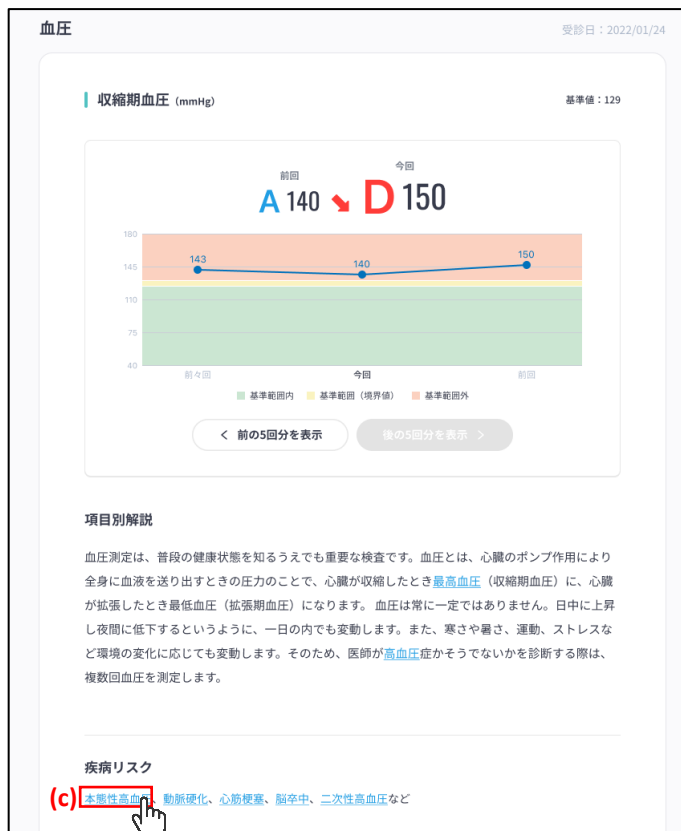 血圧
受診日：2022/01/24
収縮期血圧（mmHg）
基準値：129
前回
今回
A 140
D 150
180
145
110
75
40
143
140
150
前々回
今回
前回
基準範囲内
基準範囲（境界値）
基準範囲外
< 前の5回分を表示
後の5回分を表示 >
項目別解説
血圧測定は、普段の健康状態を知るうえでも重要な検査です。血圧とは、心臓のポンプ作用により
全身に血液を送り出すときの圧力のことで、心臓が収縮したとき最高血圧（収縮期血圧）に、心臓
が拡張したとき最低血圧（拡張期血圧）になります。 血圧は常に一定ではありません。日中に上昇
し夜間に低下するというように、一日の内でも変動します。また、寒さや暑さ、運動、ストレスな
ど環境の変化に応じても変動します。そのため、医師が高血圧症かそうでないかを診断する際は、
複数回血圧を測定します。
疾病リスク
(c)
本態性高血圧、動脈硬化、心筋梗塞、脳卒中、二次性高血圧など